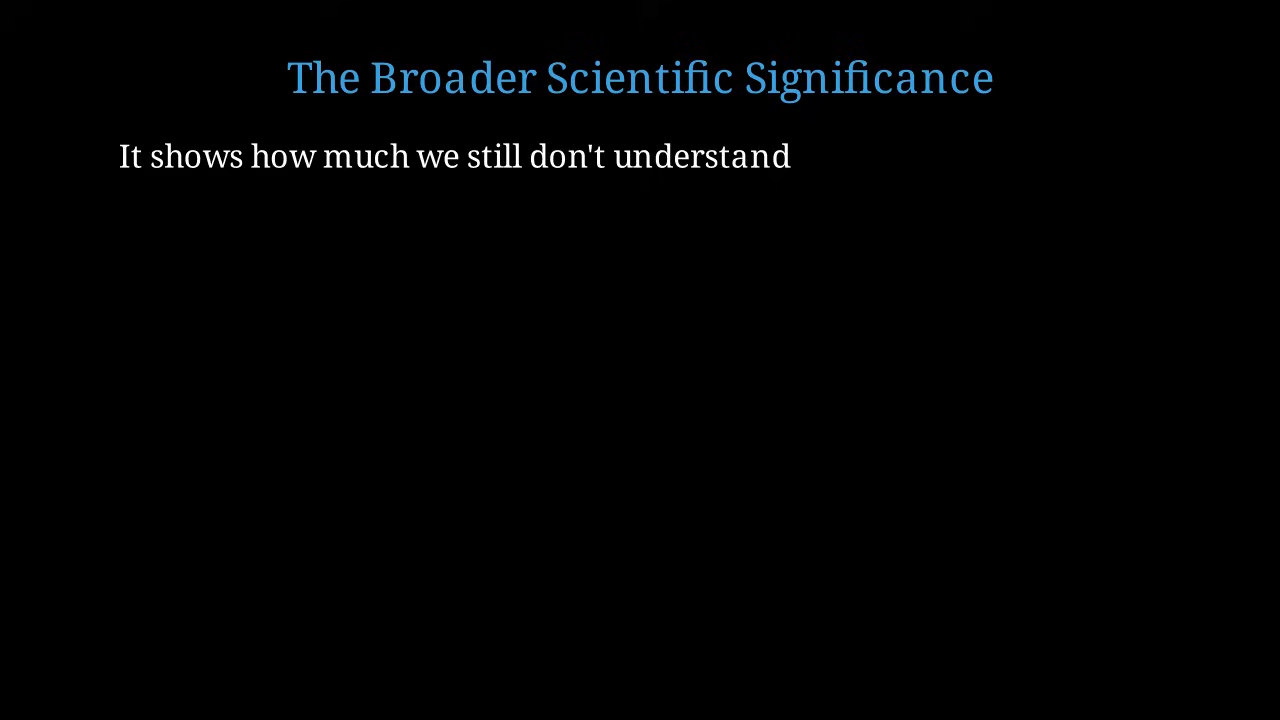 The Broader Scientific Significance
It shows how much we still don't understand